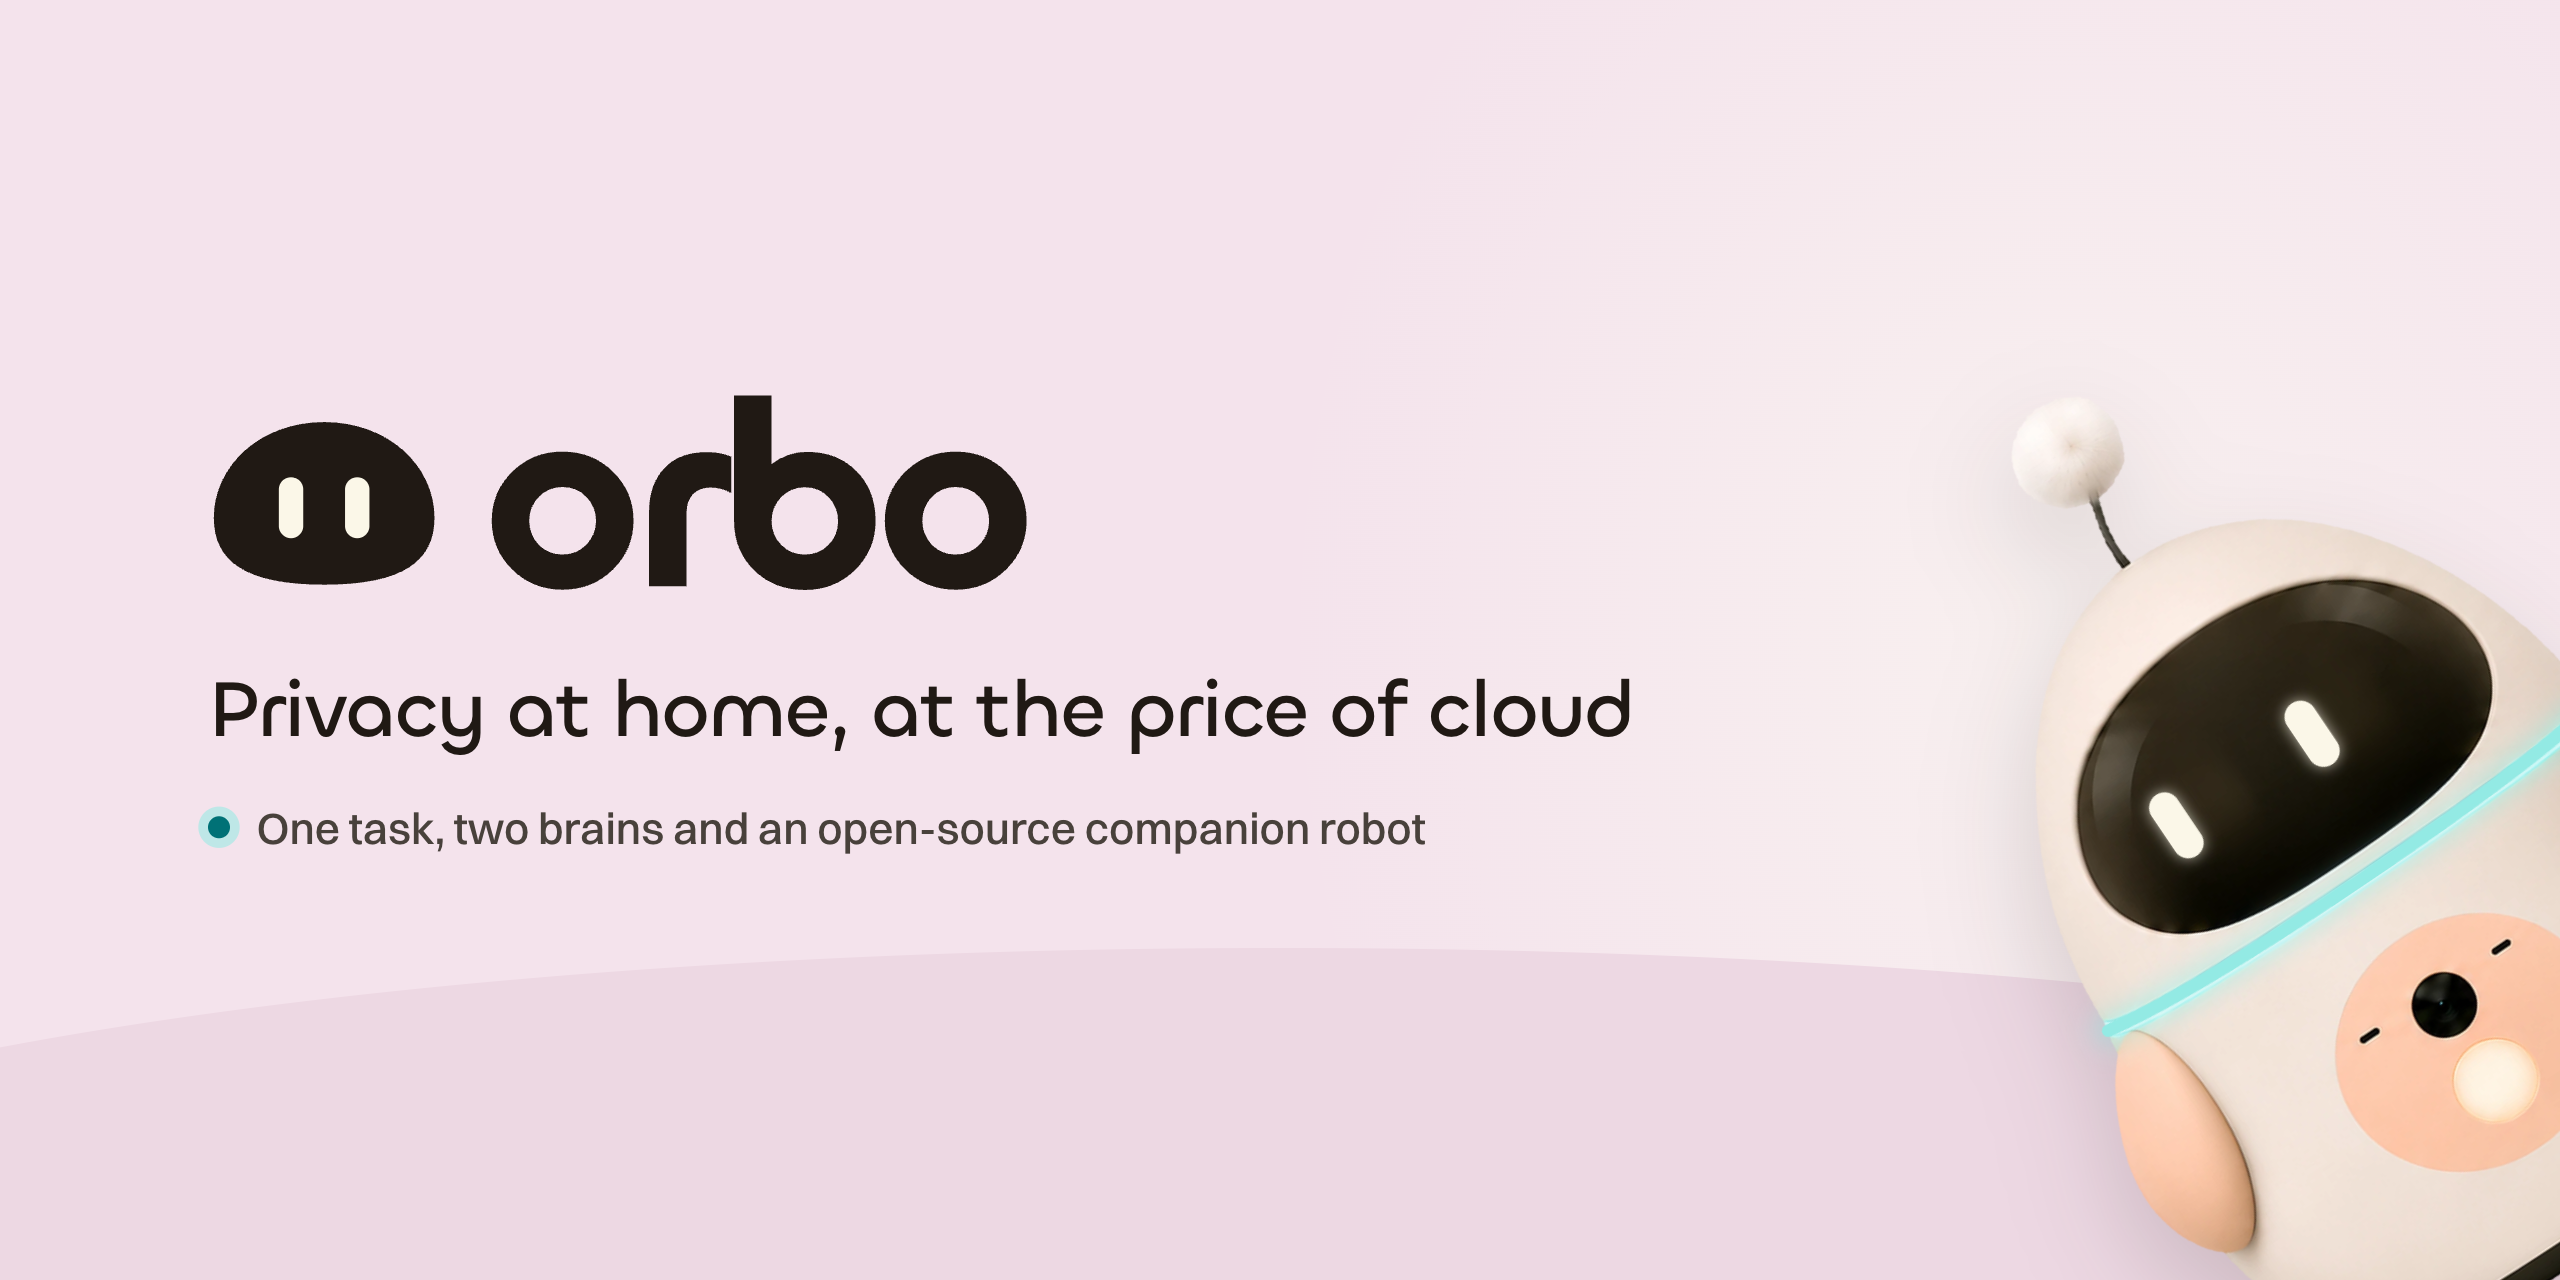 orbo
Privacy at home, at the price of cloud
One task, two brains and an open-source companion robot